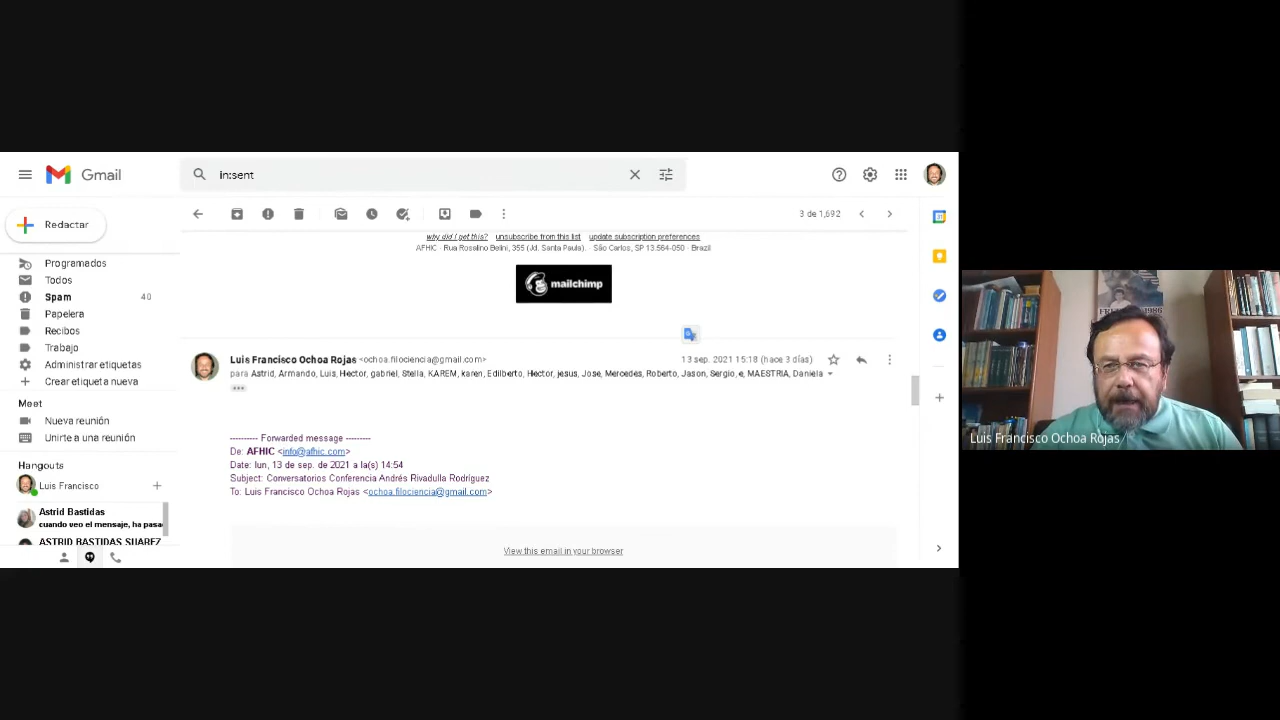 Gmail
in:sent
Redactar
3 de 1,692
Programados
Todos
Spam 40
Papelera
Recibos
Trabajo
Administrar etiquetas
Crear etiqueta nueva
Meet
Nueva reunión
Unirte a una reunión
Hangouts
Luis Francisco
Astrid Bastidas
cuando veo el mensaje, ha pasa
ASTRID BASTIDAS SUAREZ
why did I get this? unsubscribe from this list update subscription preferences
AFHIC · Rua Rosalino Belini, 355 (Jd. Santa Paula). · São Carlos, SP 13.564-050 · Brazil
mailchimp
Luis Francisco Ochoa Rojas <ochoa.filociencia@gmail.com> 13 sep. 2021 15:18 (hace 3 días)
para Astrid, Armando, Luis, Hector, gabriel, Stella, KAREM, karen, Edilberto, Hector, jesus, Jose, Mercedes, Roberto, Jason, Sergio, e, MAESTRIA, Daniela
---------- Forwarded message ---------
De: AFHIC <info@afhic.com>
Date: lun, 13 de sep. de 2021 a la(s) 14:54
Subject: Conversatorios Conferencia Andrés Rivadulla Rodríguez
To: Luis Francisco Ochoa Rojas <ochoa.filociencia@gmail.com>
View this email in your browser
Luis Francisco Ochoa Rojas